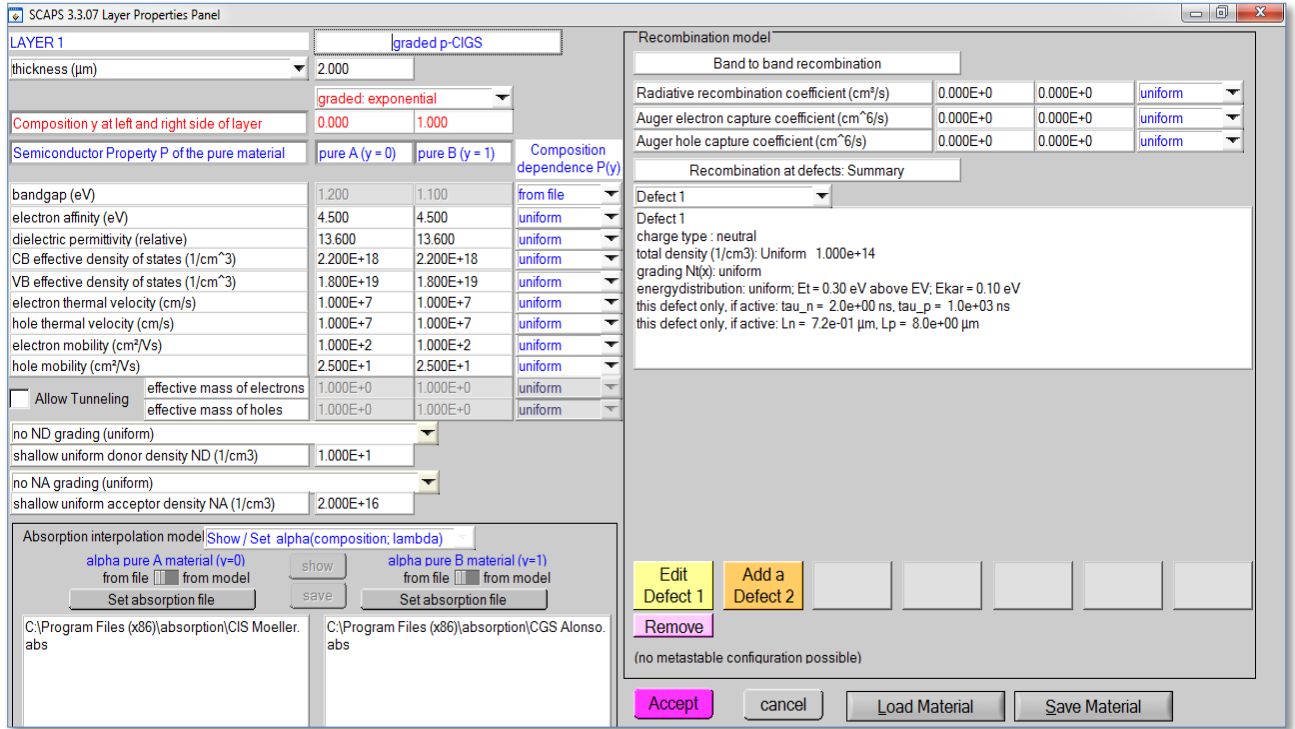 SCAPS 3.3.07 Layer Properties Panel
LAYER 1
graded p-CIGS
thickness (µm) 2.000
graded: exponential
Composition y at left and right side of layer 0.000 1.000
Semiconductor Property P of the pure material pure A (y = 0) pure B (y = 1) Composition
dependence P(y)
bandgap (eV) 1.200 1.100 from file
electron affinity (eV) 4.500 4.500 uniform
dielectric permittivity (relative) 13.600 13.600 uniform
CB effective density of states (1/cm^3) 2.200E+18 2.200E+18 uniform
VB effective density of states (1/cm^3) 1.800E+19 1.800E+19 uniform
electron thermal velocity (cm/s) 1.000E+7 1.000E+7 uniform
hole thermal velocity (cm/s) 1.000E+7 1.000E+7 uniform
electron mobility (cm²/Vs) 1.000E+2 1.000E+2 uniform
hole mobility (cm²/Vs) 2.500E+1 2.500E+1 uniform
Allow Tunneling
effective mass of electrons 1.000E+0 1.000E+0 uniform
effective mass of holes 1.000E+0 1.000E+0 uniform
no ND grading (uniform)
shallow uniform donor density ND (1/cm3) 1.000E+1
no NA grading (uniform)
shallow uniform acceptor density NA (1/cm3) 2.000E+16
Absorption interpolation model Show / Set alpha(composition; lambda)
alpha pure A material (y=0) show alpha pure B material (y=1)
from file from model from file from model
Set absorption file save Set absorption file
C:\Program Files (x86)\absorption\CIS Moeller.
abs
C:\Program Files (x86)\absorption\CGS Alonso.
abs
Recombination model
Band to band recombination
Radiative recombination coefficient (cm³/s) 0.000E+0 0.000E+0 uniform
Auger electron capture coefficient (cm^6/s) 0.000E+0 0.000E+0 uniform
Auger hole capture coefficient (cm^6/s) 0.000E+0 0.000E+0 uniform
Recombination at defects: Summary
Defect 1
Defect 1
charge type : neutral
total density (1/cm3): Uniform 1.000e+14
grading Nt(x): uniform
energydistribution: uniform; Et = 0.30 eV above EV; Ekar = 0.10 eV
this defect only, if active: tau_n = 2.0e+00 ns, tau_p = 1.0e+03 ns
this defect only, if active: Ln = 7.2e-01 µm, Lp = 8.0e+00 µm
Edit
Defect 1
Add a
Defect 2
Remove
(no metastable configuration possible)
Accept cancel Load Material Save Material